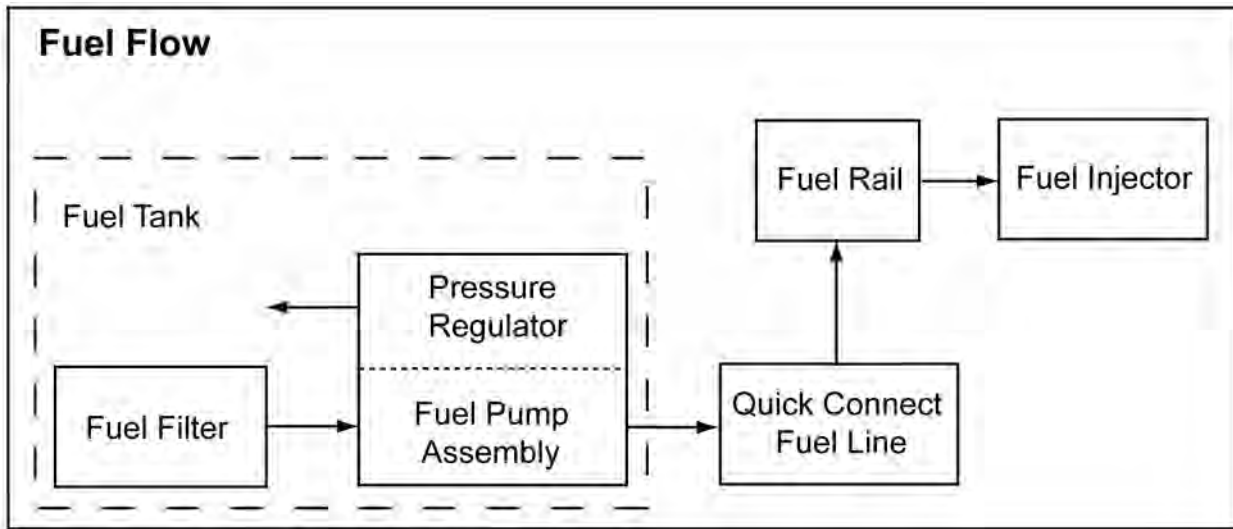 Fuel Flow
Fuel Tank
Fuel Filter
Pressure
Regulator
Fuel Pump
Assembly
Quick Connect
Fuel Line
Fuel Rail
Fuel Injector